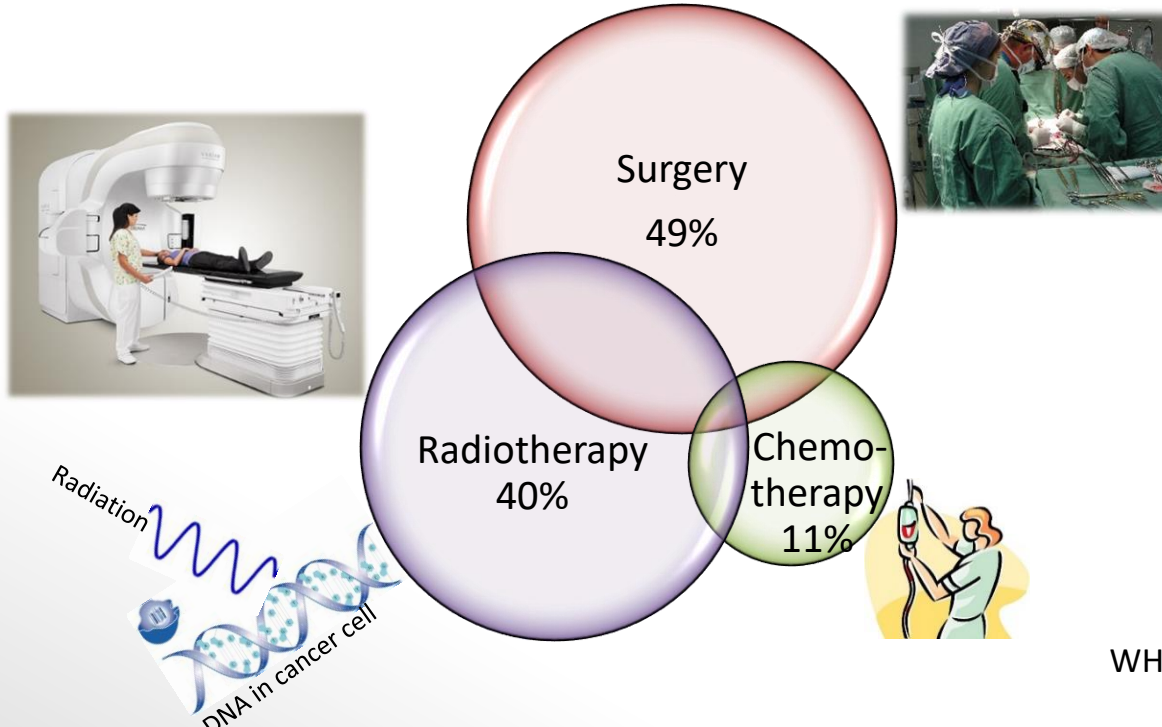 Surgery
49%
Radiotherapy
40%
Chemo-
therapy
11%
Radiation
DNA in cancer cell
WH